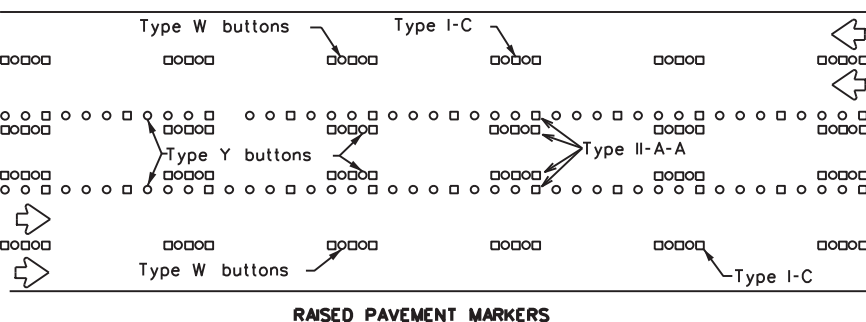 Type W buttons
Type I-C
Type Y buttons
Type II-A-A
Type W buttons
Type I-C
RAISED PAVEMENT MARKERS